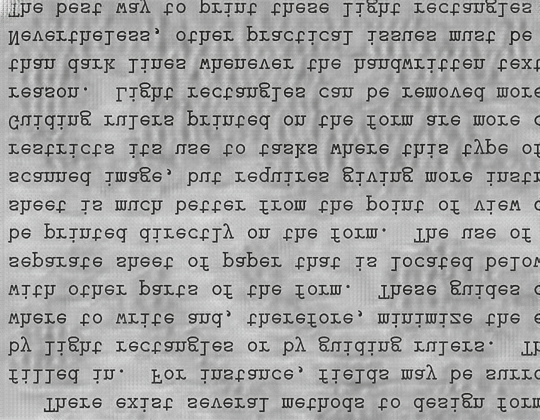 There exist several methods to design form
filled in. For instance, fields may be surro
by light rectangles or by guiding rulers. Th
where to write and, therefore, minimize the e
with other parts of the form. These guides c
separate sheet of paper that is located below
be printed directly on the form. The use of
sheet is much better from the point of view o
scanned image, but requires giving more instr
restricts its use to tasks where this type of
Guiding rulers printed on the form are more c
reason. Light rectangles can be removed more
than dark lines whenever the handwritten text
Nevertheless, other practical issues must be
The best way to print these light rectangles